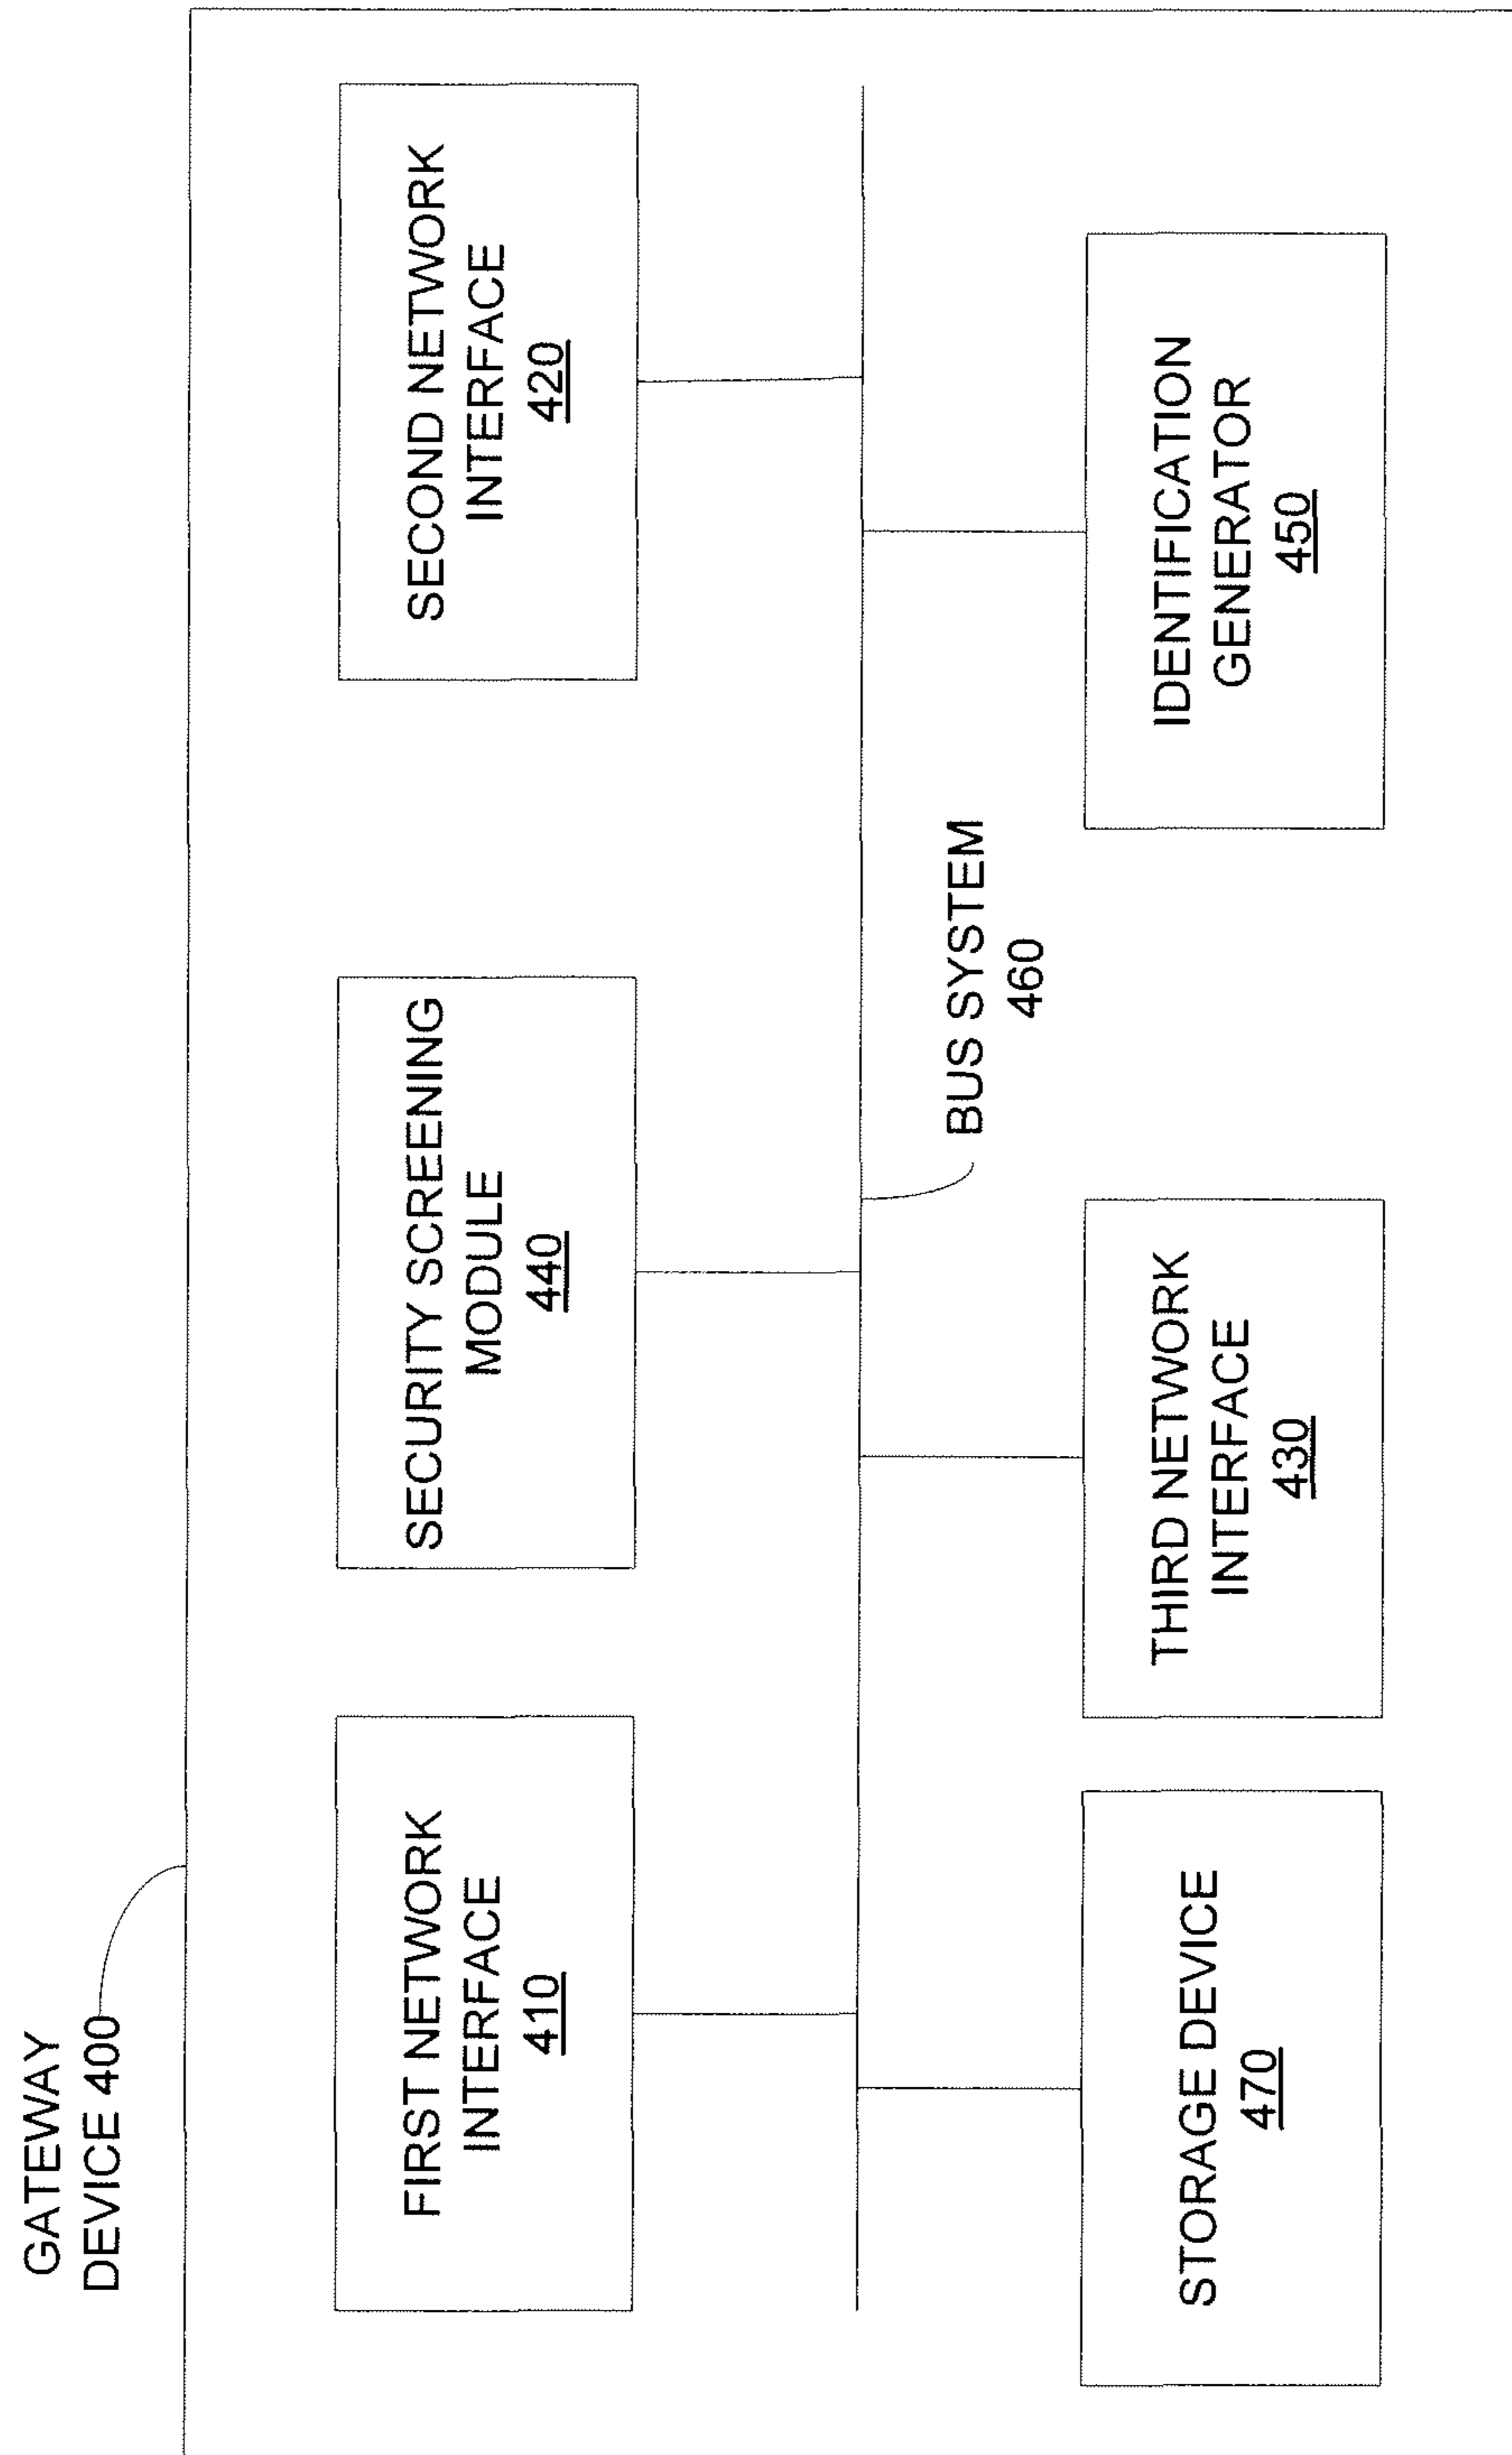 GATEWAY
DEVICE 400
FIRST NETWORK
INTERFACE
410
SECURITY SCREENING
MODULE
440
SECOND NETWORK
INTERFACE
420
BUS SYSTEM
460
STORAGE DEVICE
470
THIRD NETWORK
INTERFACE
430
IDENTIFICATION
GENERATOR
450